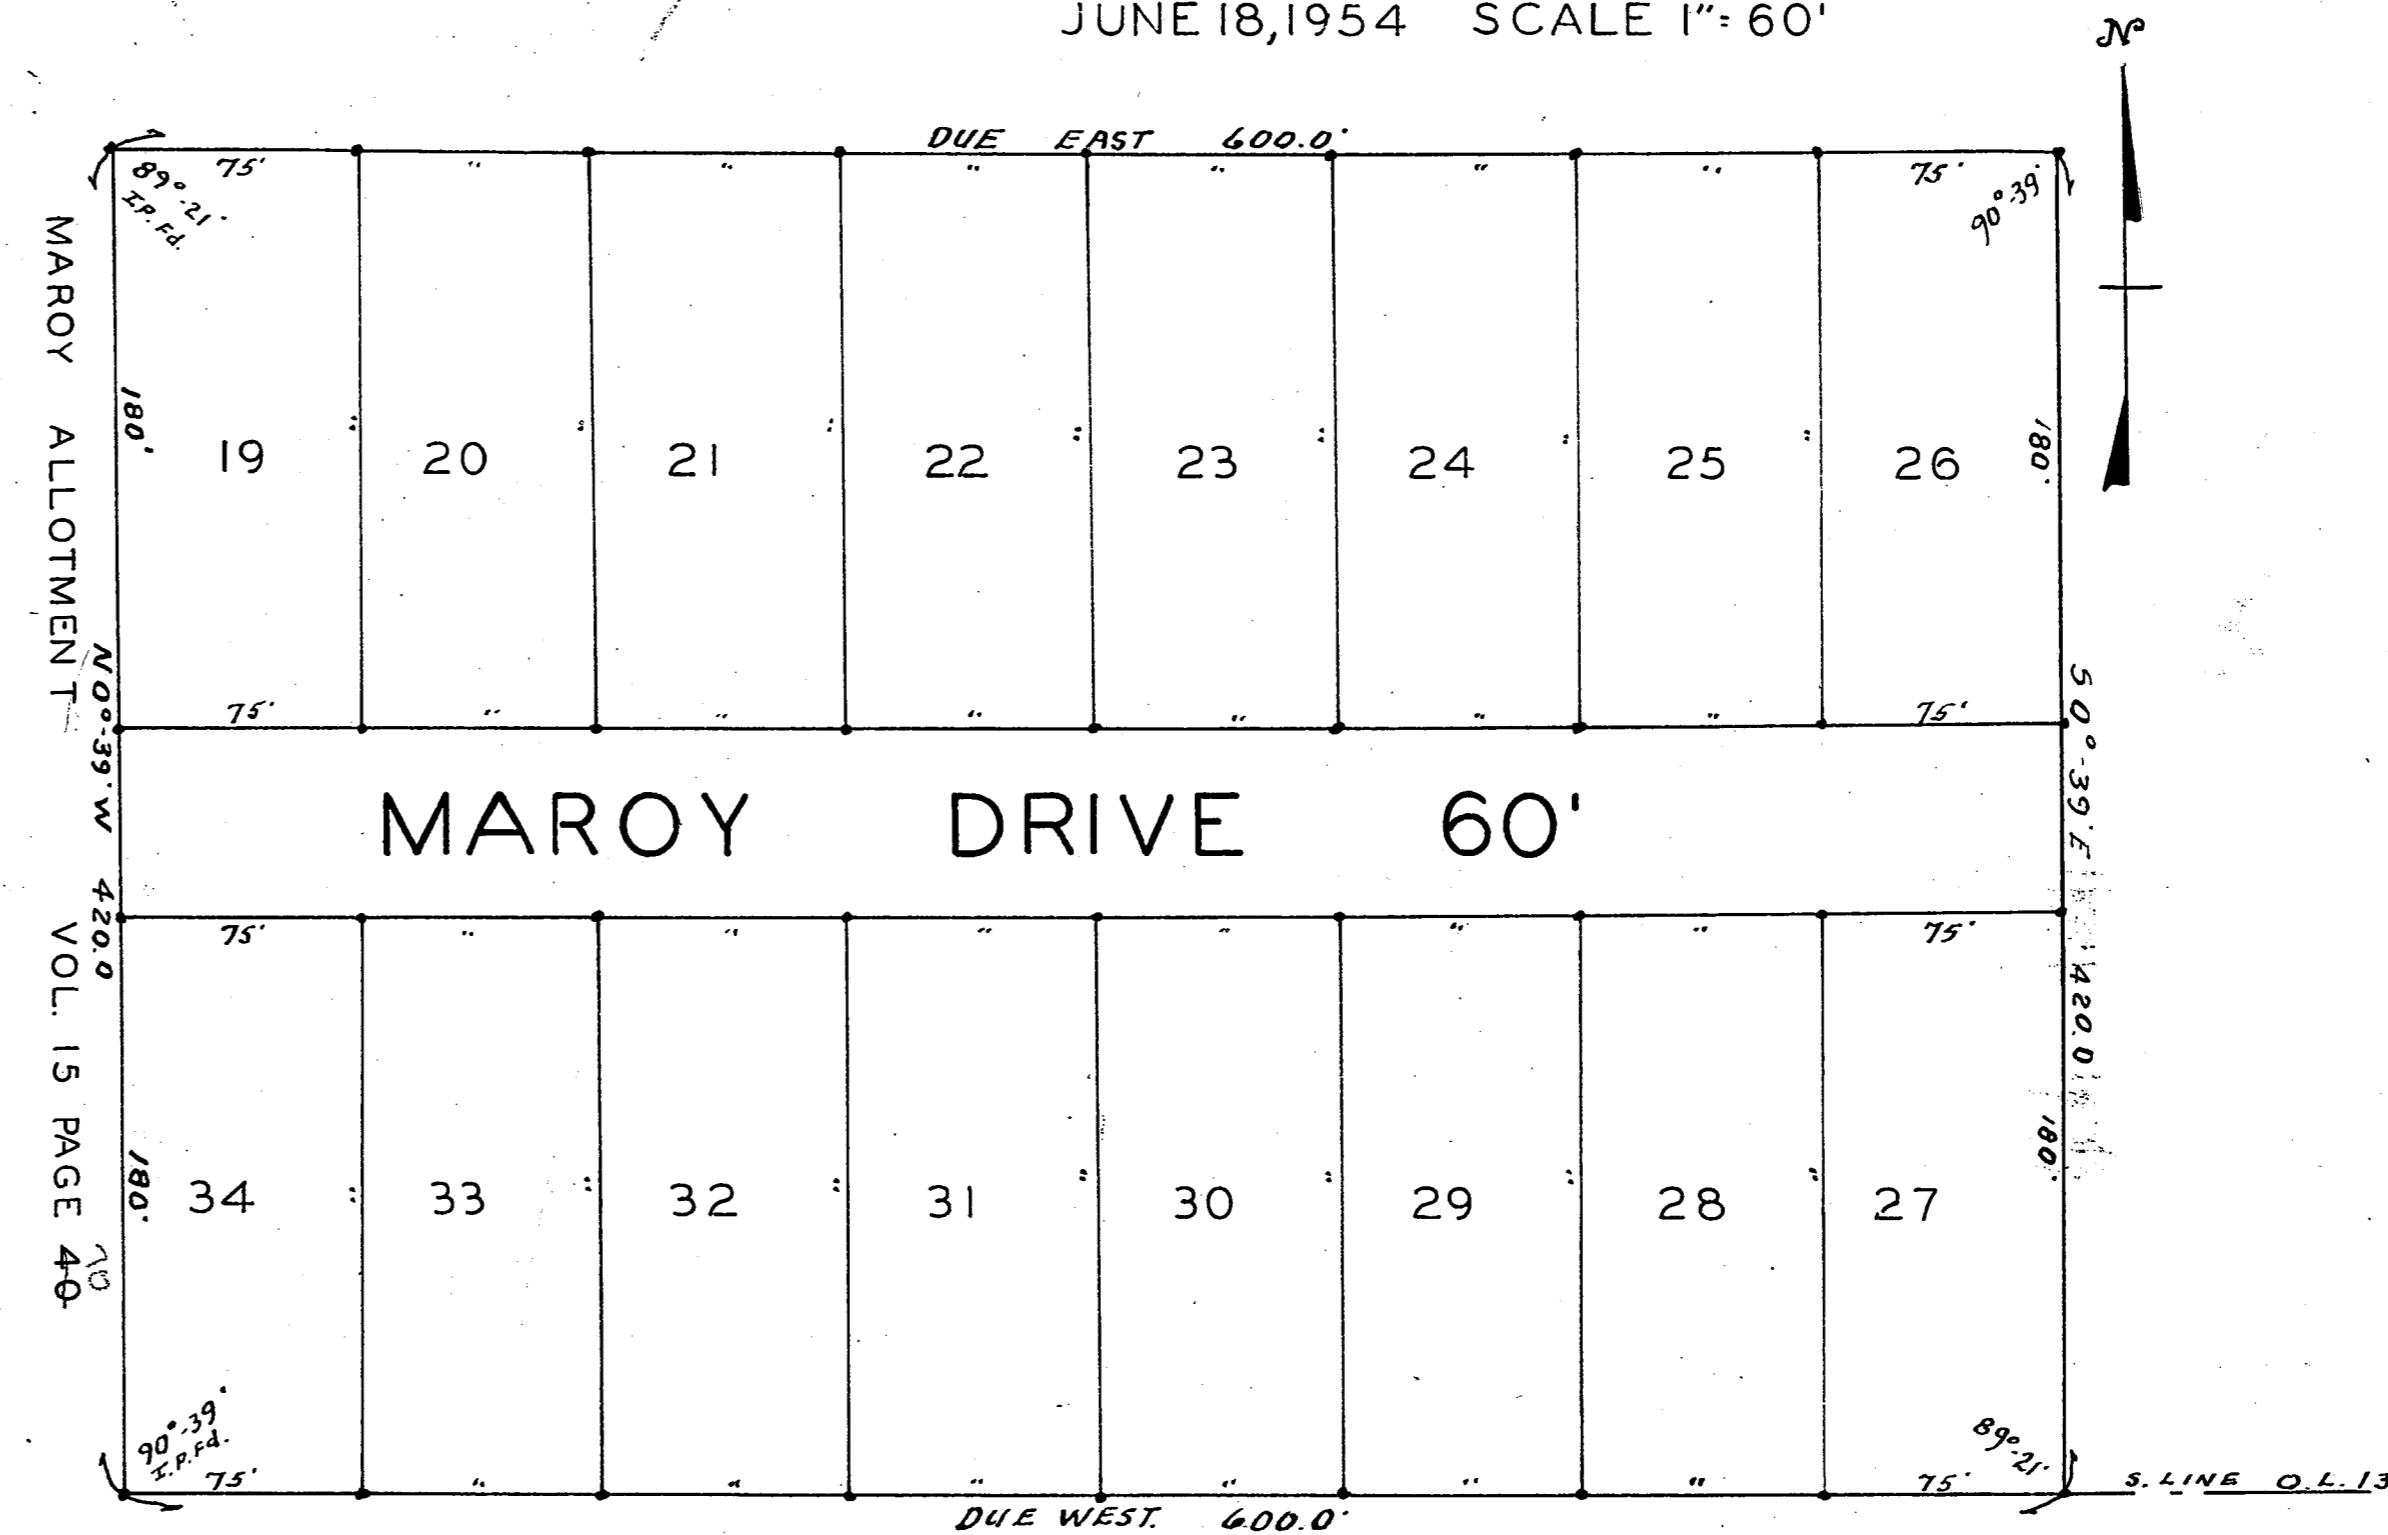 JUNE 18, 1954 SCALE 1" = 60'
N
DUE EAST 600.0'
75' " " " " " " 75'
89°-21'
I.P. Fd.
90°-39'
MAROY ALLOTMENT
180' " " " " " " " 180'
19 20 21 22 23 24 25 26
75' " " " " " " 75'
N 0°-39' W 420.0
S 0°-39' E 420.0'
MAROY DRIVE 60'
75' " " " " " " 75'
VOL. 15 PAGE 40
70
180' " " " " " " " 180'
34 33 32 31 30 29 28 27
90°-39'
I.P. Fd.
89°-21'
75' " " " " " " 75'
S. LINE O.L. 13
DUE WEST. 600.0'